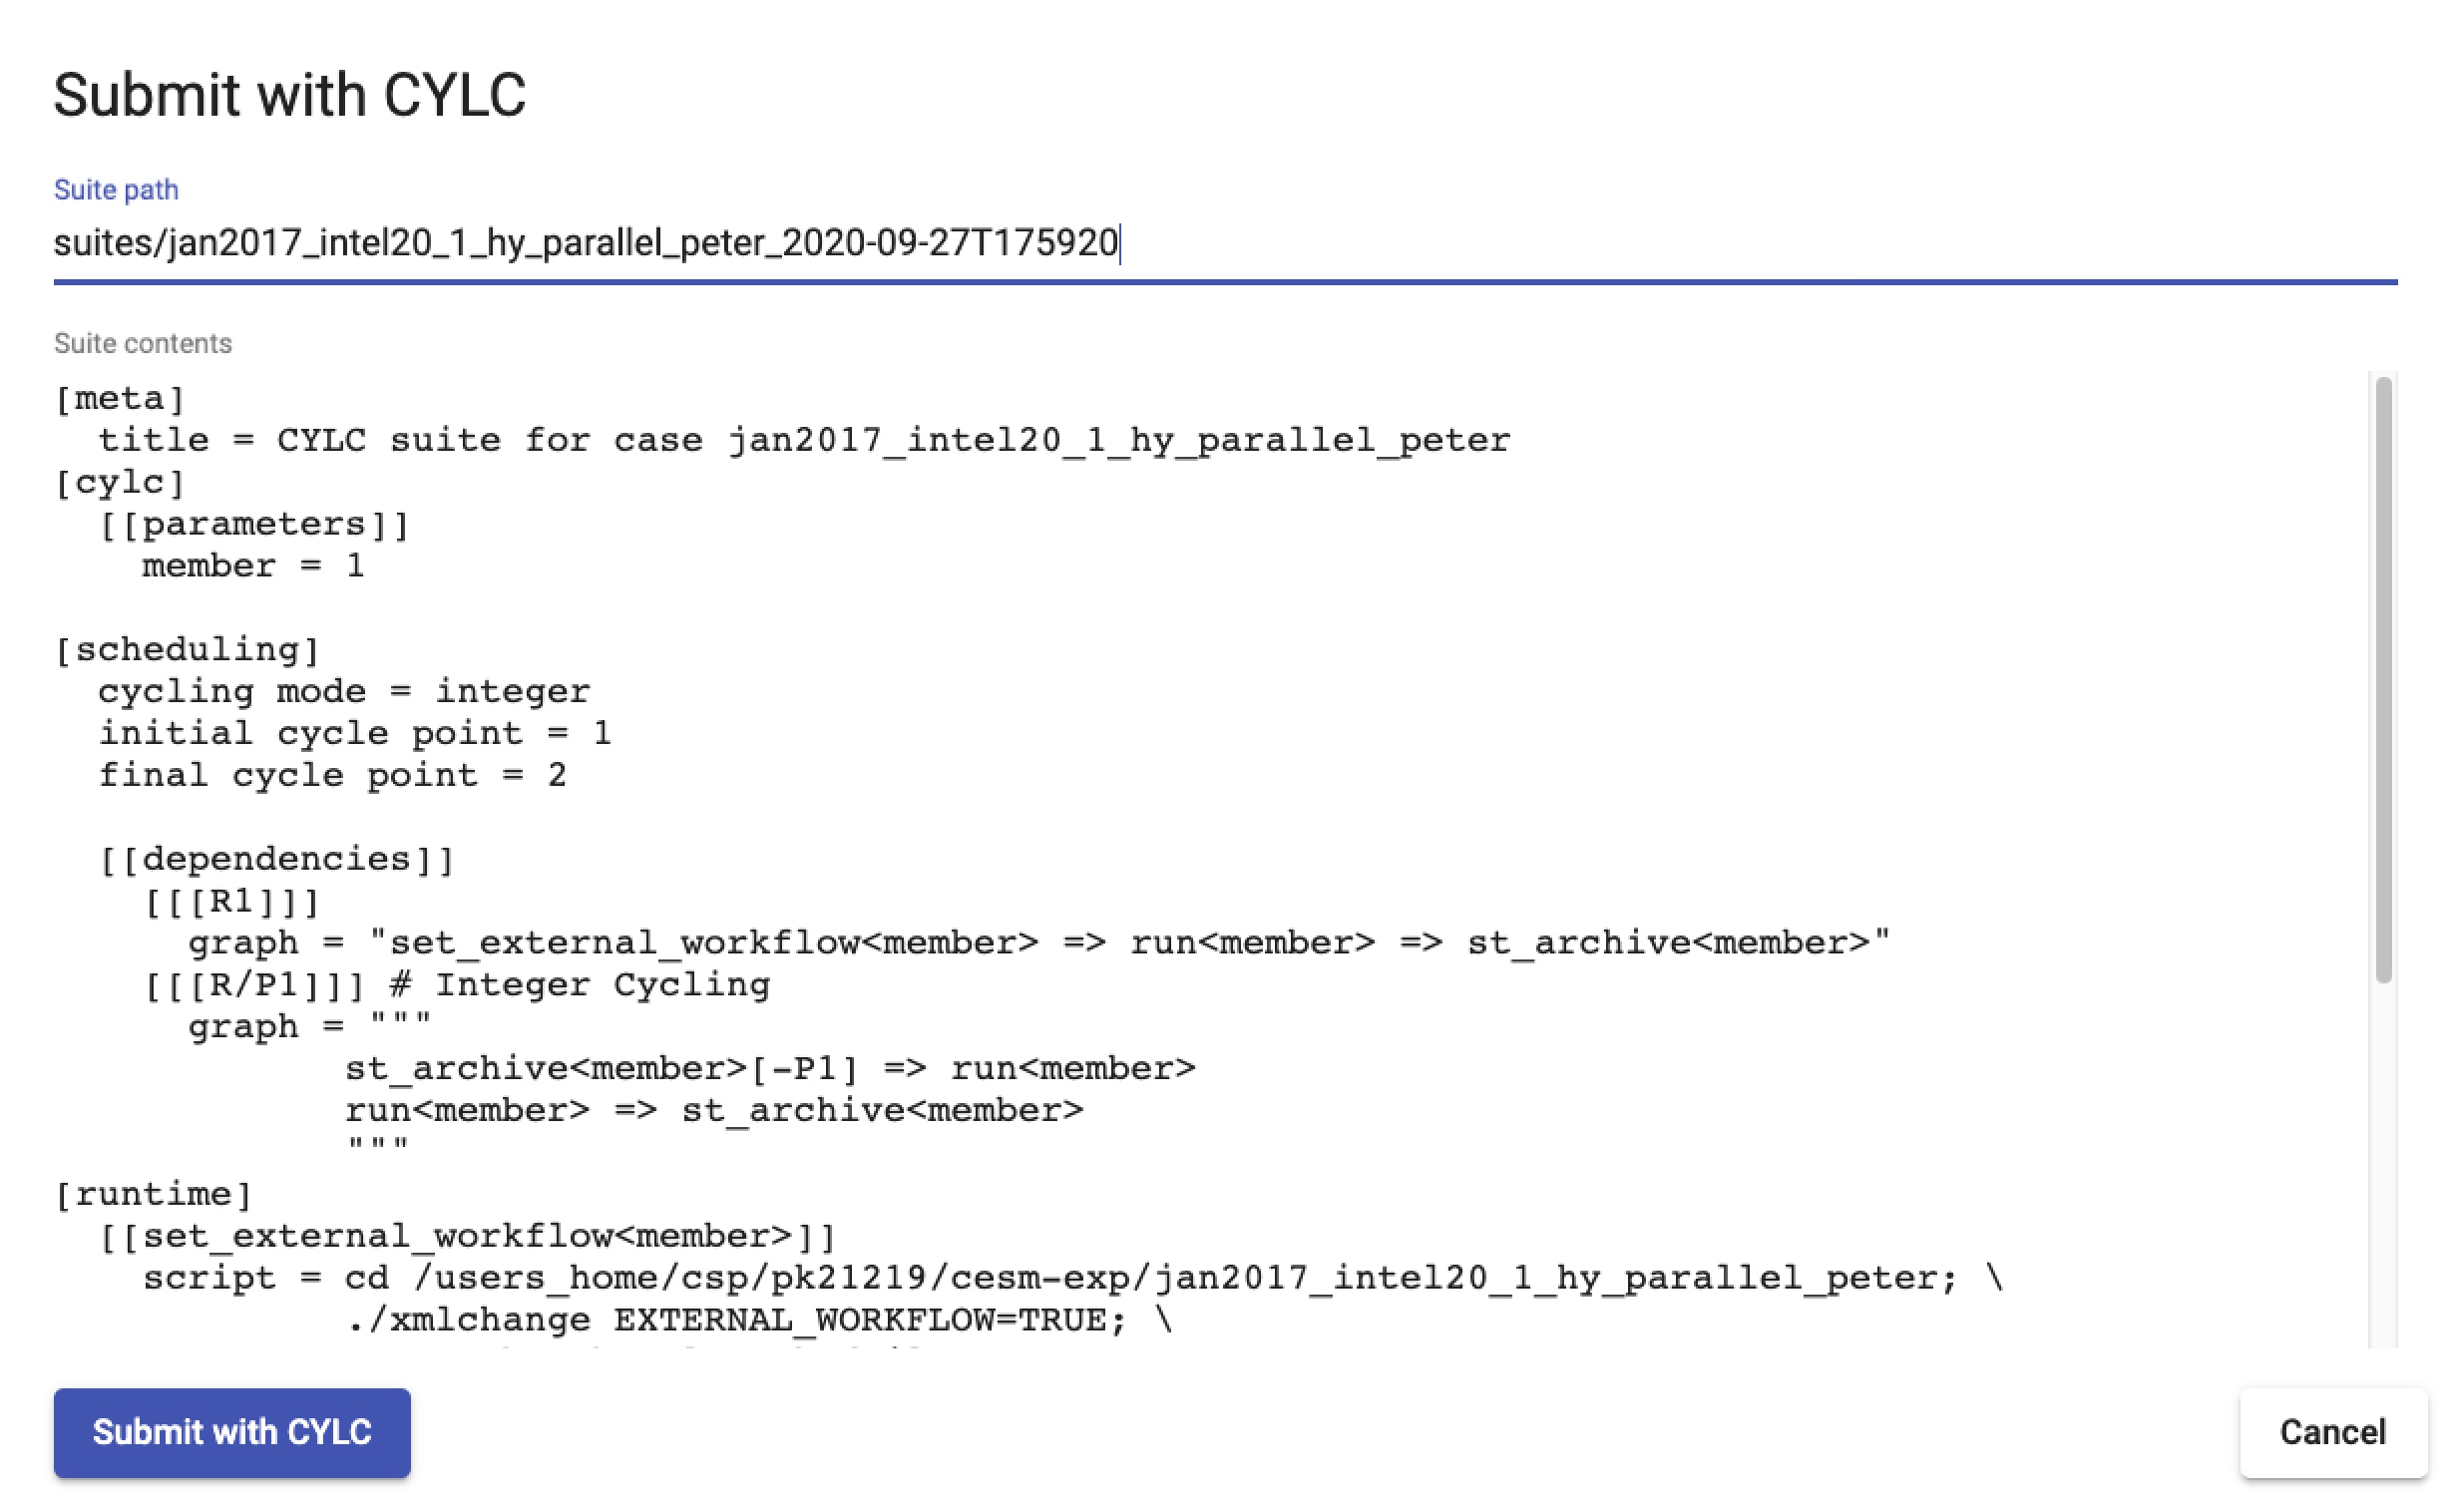 Submit with CYLC
Suite path
suites/jan2017_intel20_1_hy_parallel_peter_2020-09-27T175920
Suite contents
[meta]
  title = CYLC suite for case jan2017_intel20_1_hy_parallel_peter
[cylc]
  [[parameters]]
    member = 1

[scheduling]
  cycling mode = integer
  initial cycle point = 1
  final cycle point = 2

  [[dependencies]]
    [[[R1]]]
      graph = "set_external_workflow<member> => run<member> => st_archive<member>"
    [[[R/P1]]] # Integer Cycling
      graph = """
             st_archive<member>[-P1] => run<member>
             run<member> => st_archive<member>
             """
[runtime]
  [[set_external_workflow<member>]]
    script = cd /users_home/csp/pk21219/cesm-exp/jan2017_intel20_1_hy_parallel_peter; \
             ./xmlchange EXTERNAL_WORKFLOW=TRUE; \
Submit with CYLC
Cancel